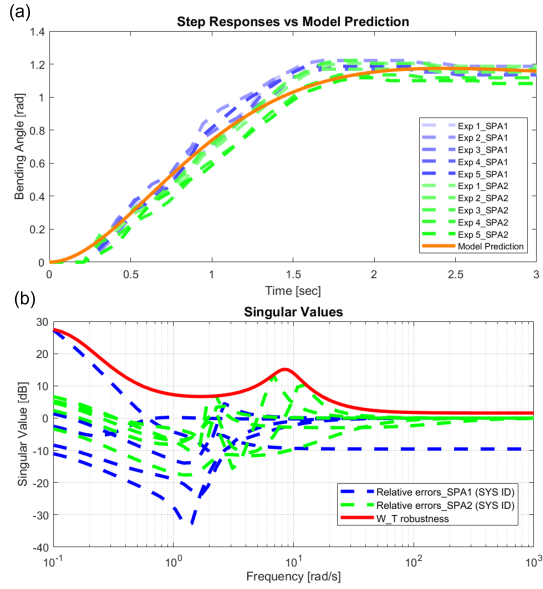 (a)
Step Responses vs Model Prediction
Bending Angle [rad]
1.4
1.2
1
0.8
0.6
0.4
0.2
0
Exp 1_SPA1
Exp 2_SPA1
Exp 3_SPA1
Exp 4_SPA1
Exp 5_SPA1
Exp 1_SPA2
Exp 2_SPA2
Exp 3_SPA2
Exp 4_SPA2
Exp 5_SPA2
Model Prediction
0 0.5 1 1.5 2 2.5 3
Time [sec]
(b)
Singular Values
Singular Value [dB]
30
20
10
0
-10
-20
-30
-40
Relative errors_SPA1 (SYS ID)
Relative errors_SPA2 (SYS ID)
W_T robustness
10^-1 10^0 10^1 10^2 10^3
Frequency [rad/s]